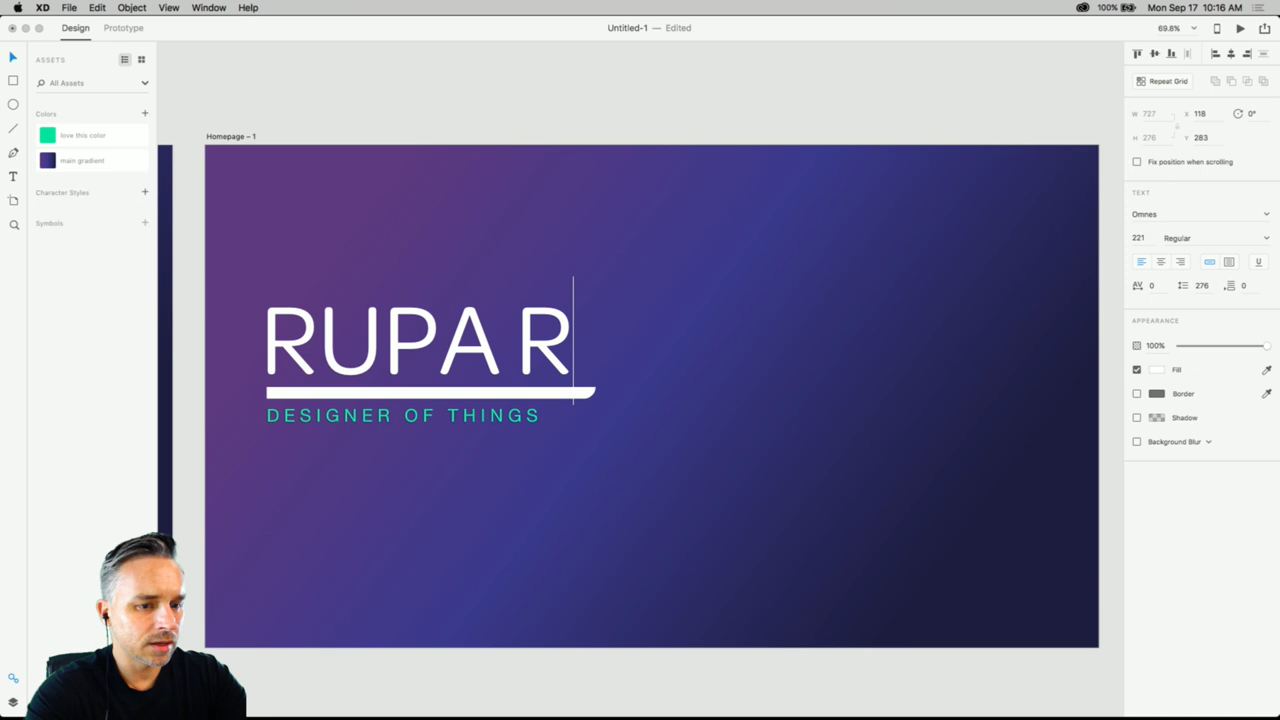 XD File Edit Object View Window Help 100% Mon Sep 17 10:16 AM
Design Prototype Untitled-1 — Edited 69.8%
ASSETS
All Assets
Colors
love this color
main gradient
Character Styles
Symbols
Homepage – 1
RUPA R
DESIGNER OF THINGS
Repeat Grid
W 727 X 118 0°
H 276 Y 283
Fix position when scrolling
TEXT
Omnes
221 Regular
U
AV 0 276 0
APPEARANCE
100%
Fill
Border
Shadow
Background Blur